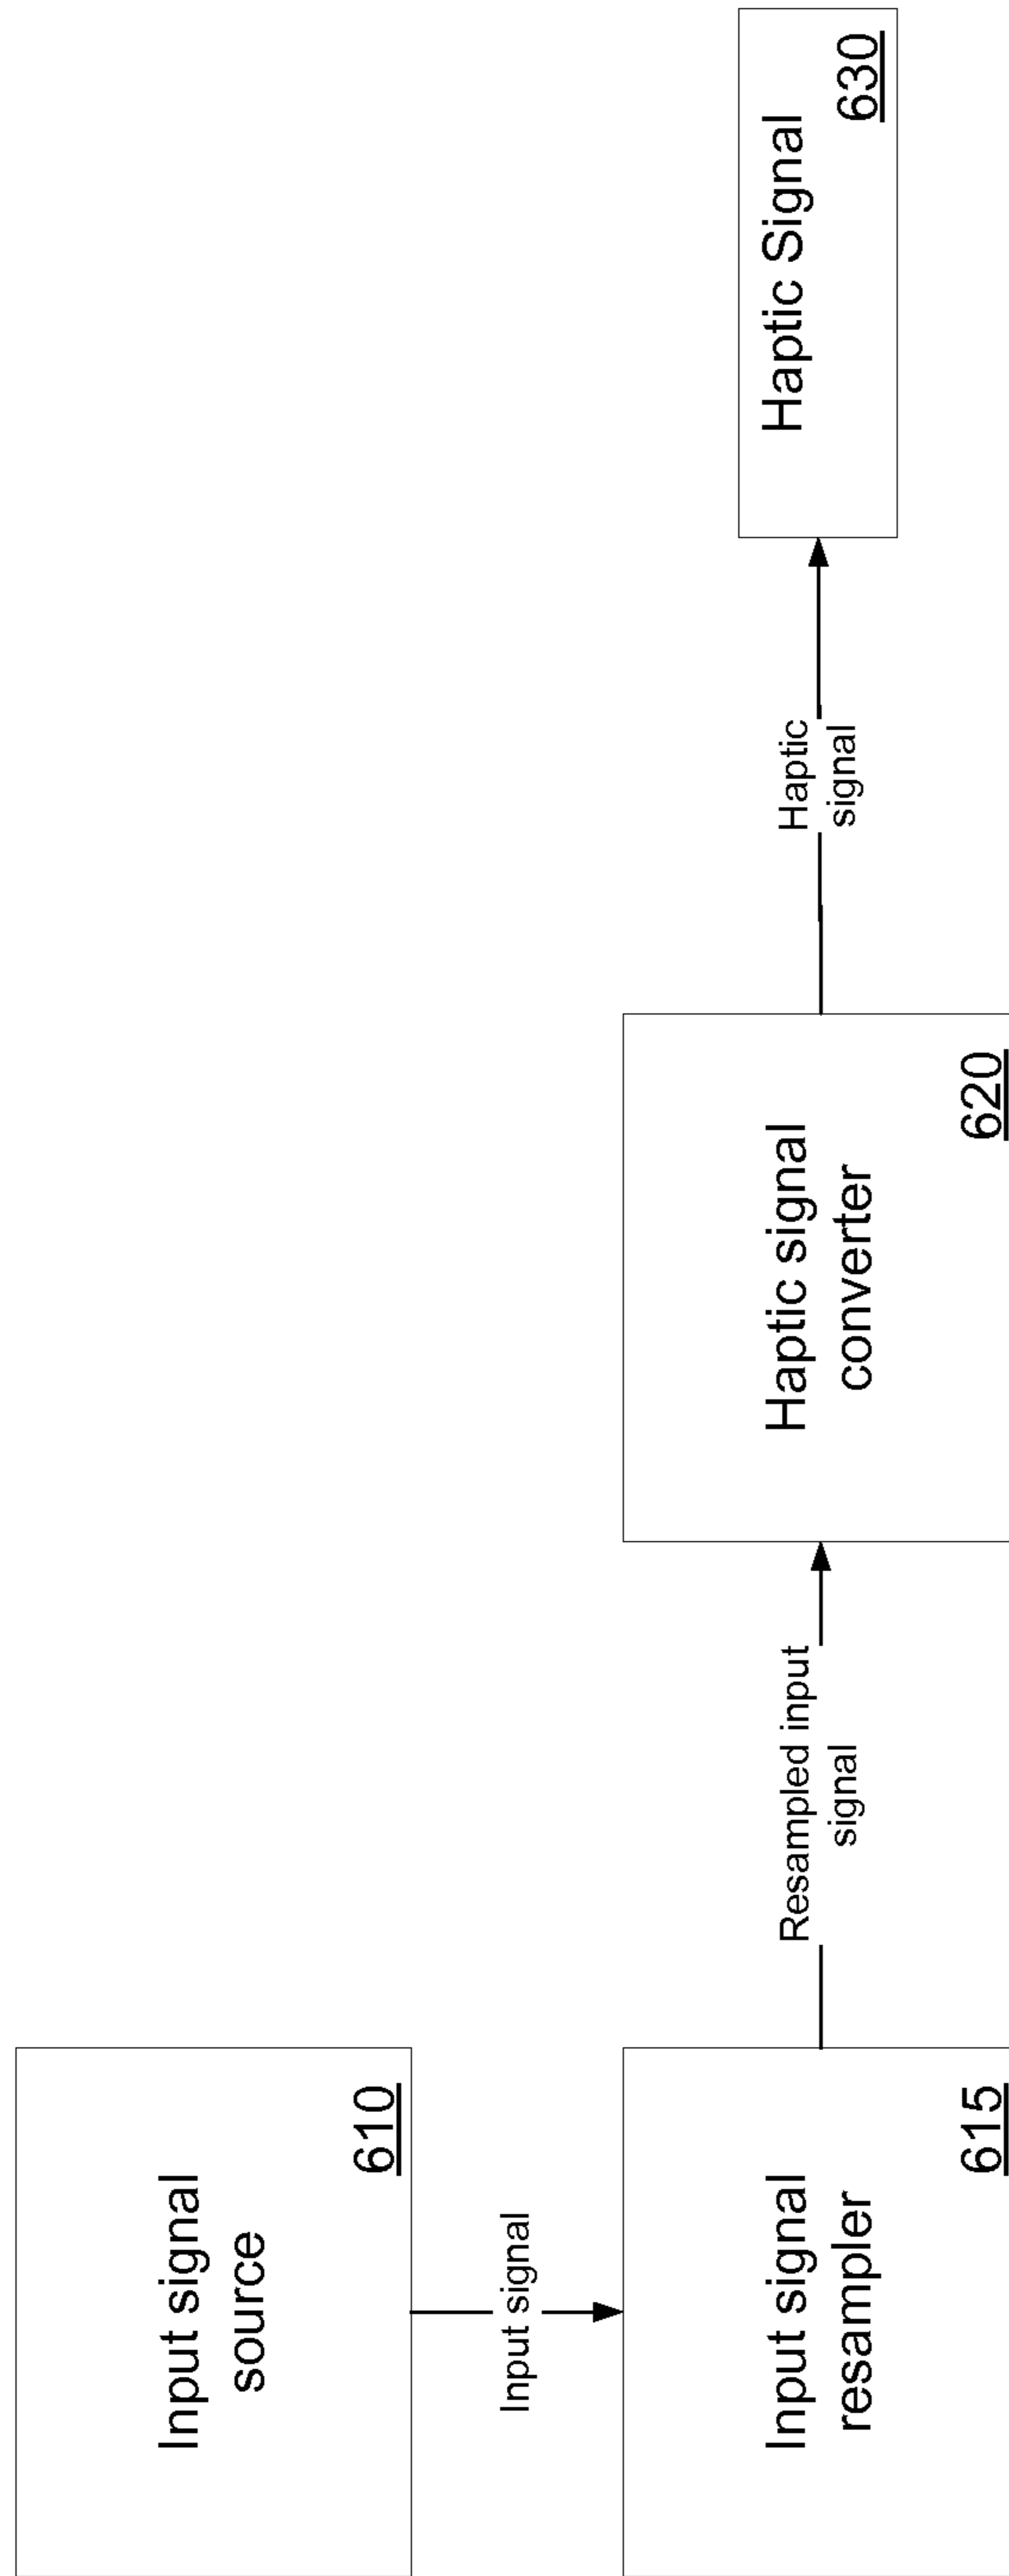 Input signal
source
610
Input signal
Input signal
resampler
615
Resampled input
signal
Haptic signal
converter
620
Haptic
signal
Haptic Signal
630